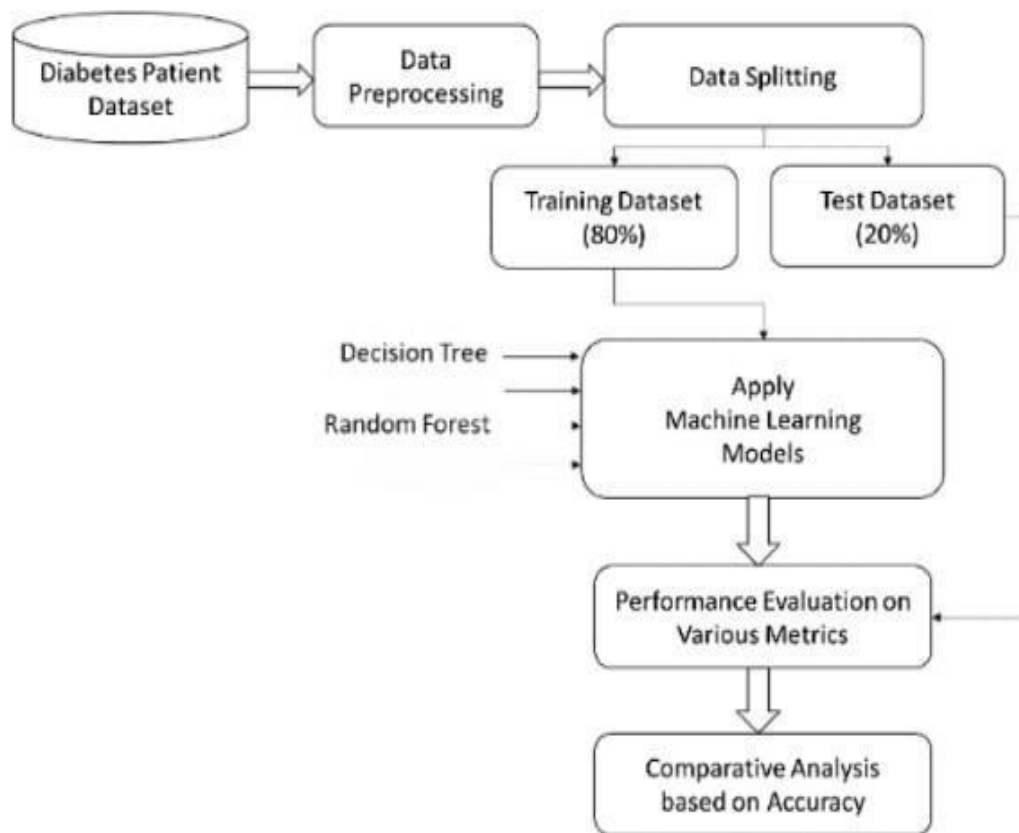 Diabetes Patient
Dataset
Data
Preprocessing
Data Splitting
Training Dataset
(80%)
Test Dataset
(20%)
Decision Tree
Random Forest
Apply
Machine Learning
Models
Performance Evaluation on
Various Metrics
Comparative Analysis
based on Accuracy